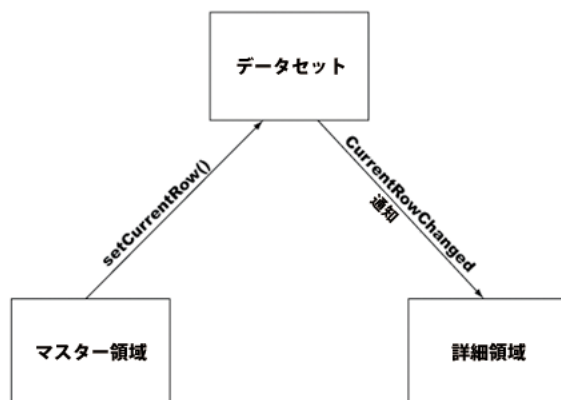 データセット
setCurrentRow()
CurrentRowChanged
通知
マスター領域
詳細領域